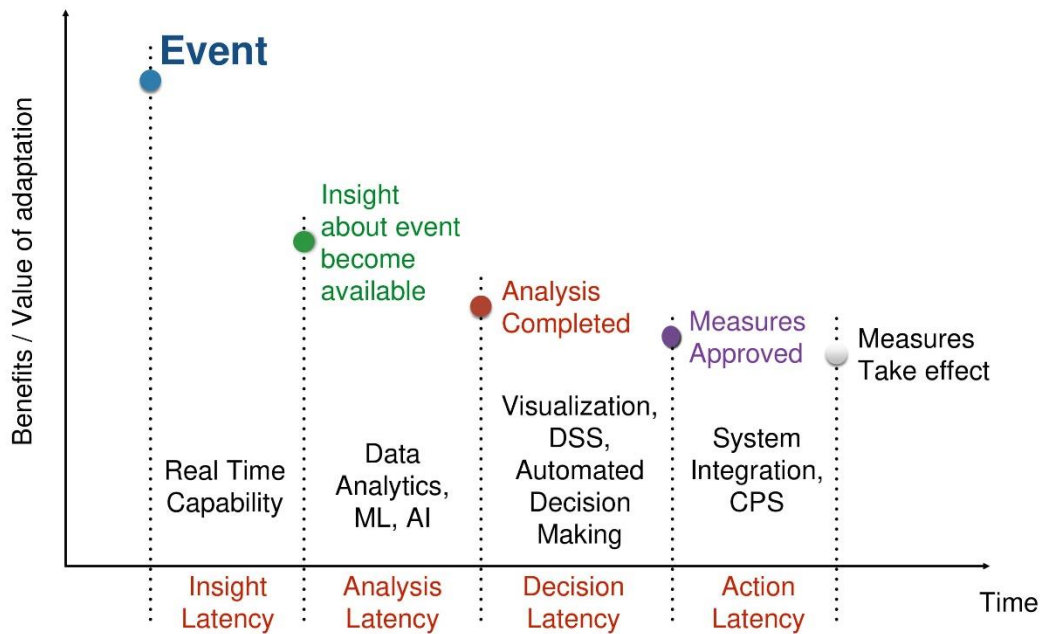 Event
Benefits / Value of adaptation
Insight
about event
become
available
Analysis
Completed
Measures
Approved
Measures
Take effect
Real Time
Capability
Data
Analytics,
ML, AI
Visualization,
DSS,
Automated
Decision
Making
System
Integration,
CPS
Insight
Latency
Analysis
Latency
Decision
Latency
Action
Latency
Time